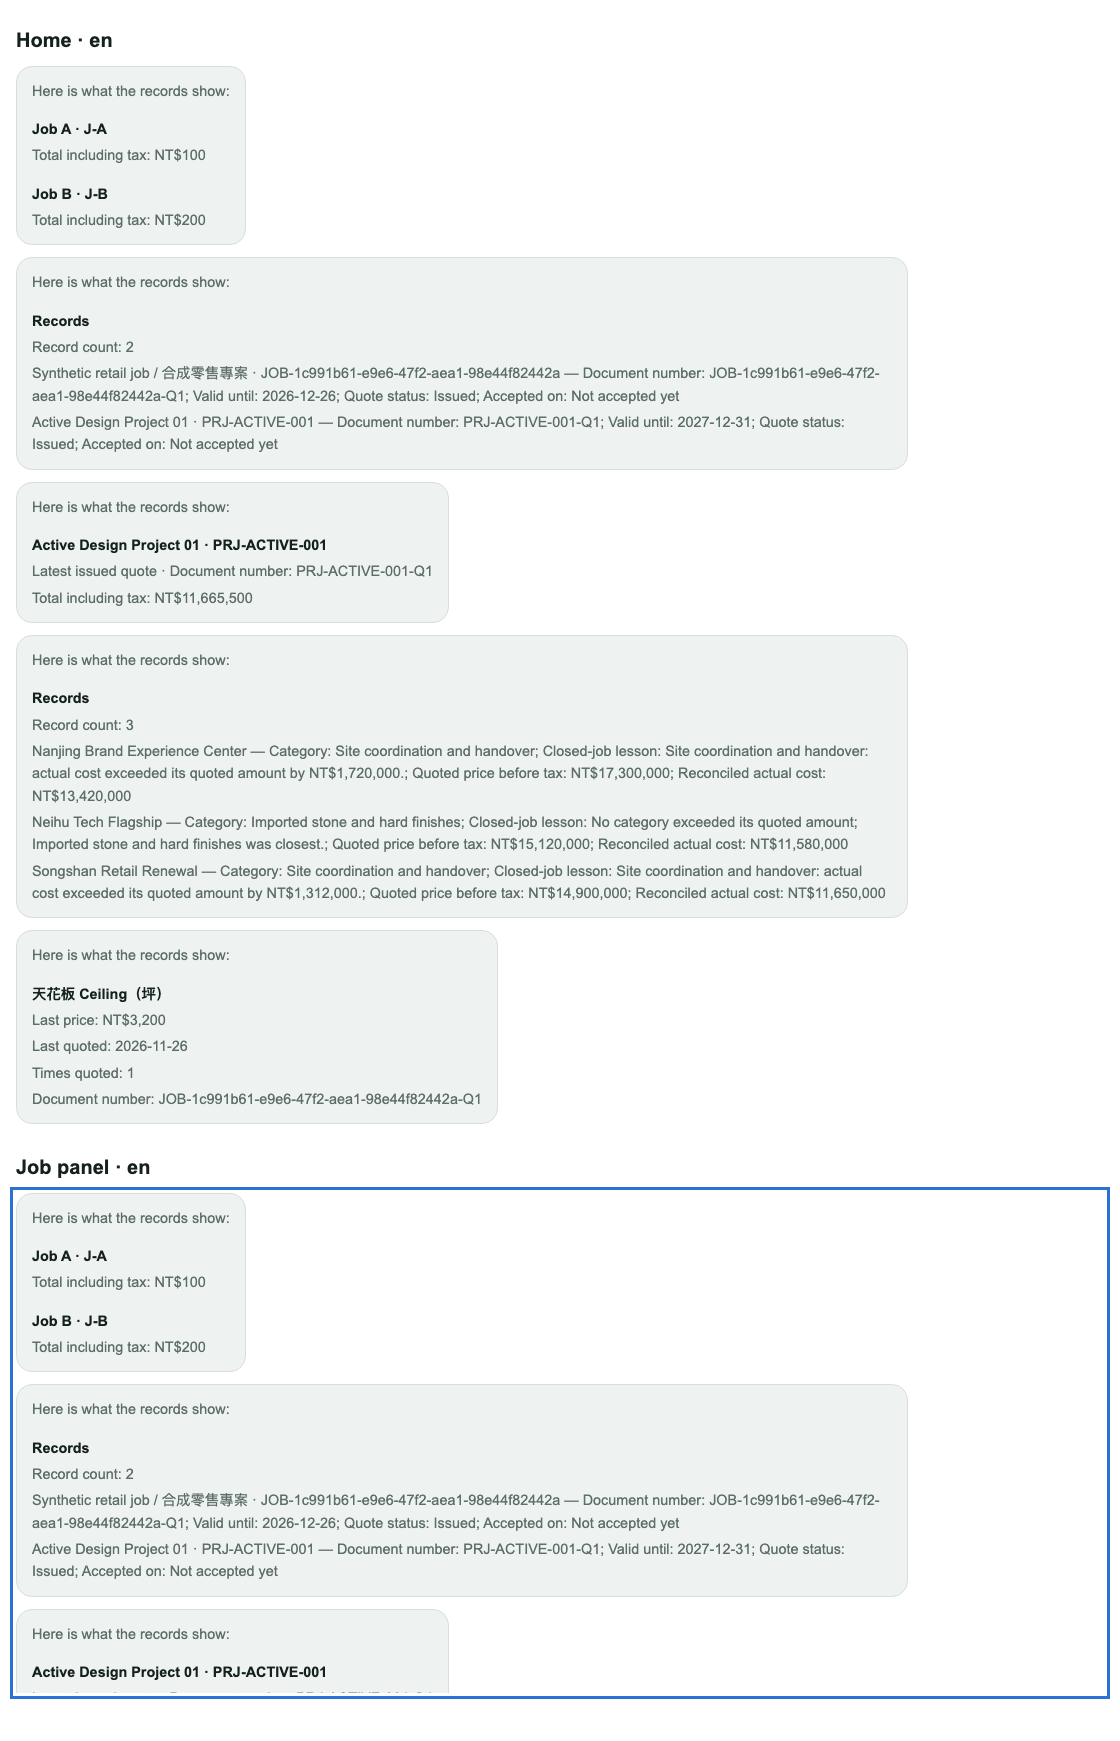 Home · en
Here is what the records show:
Job A · J-A
Total including tax: NT$100
Job B · J-B
Total including tax: NT$200
Here is what the records show:
Records
Record count: 2
Synthetic retail job / 合成零售專案 · JOB-1c991b61-e9e6-47f2-aea1-98e44f82442a — Document number: JOB-1c991b61-e9e6-47f2-
aea1-98e44f82442a-Q1; Valid until: 2026-12-26; Quote status: Issued; Accepted on: Not accepted yet
Active Design Project 01 · PRJ-ACTIVE-001 — Document number: PRJ-ACTIVE-001-Q1; Valid until: 2027-12-31; Quote status:
Issued; Accepted on: Not accepted yet
Here is what the records show:
Active Design Project 01 · PRJ-ACTIVE-001
Latest issued quote · Document number: PRJ-ACTIVE-001-Q1
Total including tax: NT$11,665,500
Here is what the records show:
Records
Record count: 3
Nanjing Brand Experience Center — Category: Site coordination and handover; Closed-job lesson: Site coordination and handover:
actual cost exceeded its quoted amount by NT$1,720,000.; Quoted price before tax: NT$17,300,000; Reconciled actual cost:
NT$13,420,000
Neihu Tech Flagship — Category: Imported stone and hard finishes; Closed-job lesson: No category exceeded its quoted amount;
Imported stone and hard finishes was closest.; Quoted price before tax: NT$15,120,000; Reconciled actual cost: NT$11,580,000
Songshan Retail Renewal — Category: Site coordination and handover; Closed-job lesson: Site coordination and handover: actual
cost exceeded its quoted amount by NT$1,312,000.; Quoted price before tax: NT$14,900,000; Reconciled actual cost: NT$11,650,000
Here is what the records show:
天花板 Ceiling（坪）
Last price: NT$3,200
Last quoted: 2026-11-26
Times quoted: 1
Document number: JOB-1c991b61-e9e6-47f2-aea1-98e44f82442a-Q1
Job panel · en
Here is what the records show:
Job A · J-A
Total including tax: NT$100
Job B · J-B
Total including tax: NT$200
Here is what the records show:
Records
Record count: 2
Synthetic retail job / 合成零售專案 · JOB-1c991b61-e9e6-47f2-aea1-98e44f82442a — Document number: JOB-1c991b61-e9e6-47f2-
aea1-98e44f82442a-Q1; Valid until: 2026-12-26; Quote status: Issued; Accepted on: Not accepted yet
Active Design Project 01 · PRJ-ACTIVE-001 — Document number: PRJ-ACTIVE-001-Q1; Valid until: 2027-12-31; Quote status:
Issued; Accepted on: Not accepted yet
Here is what the records show:
Active Design Project 01 · PRJ-ACTIVE-001